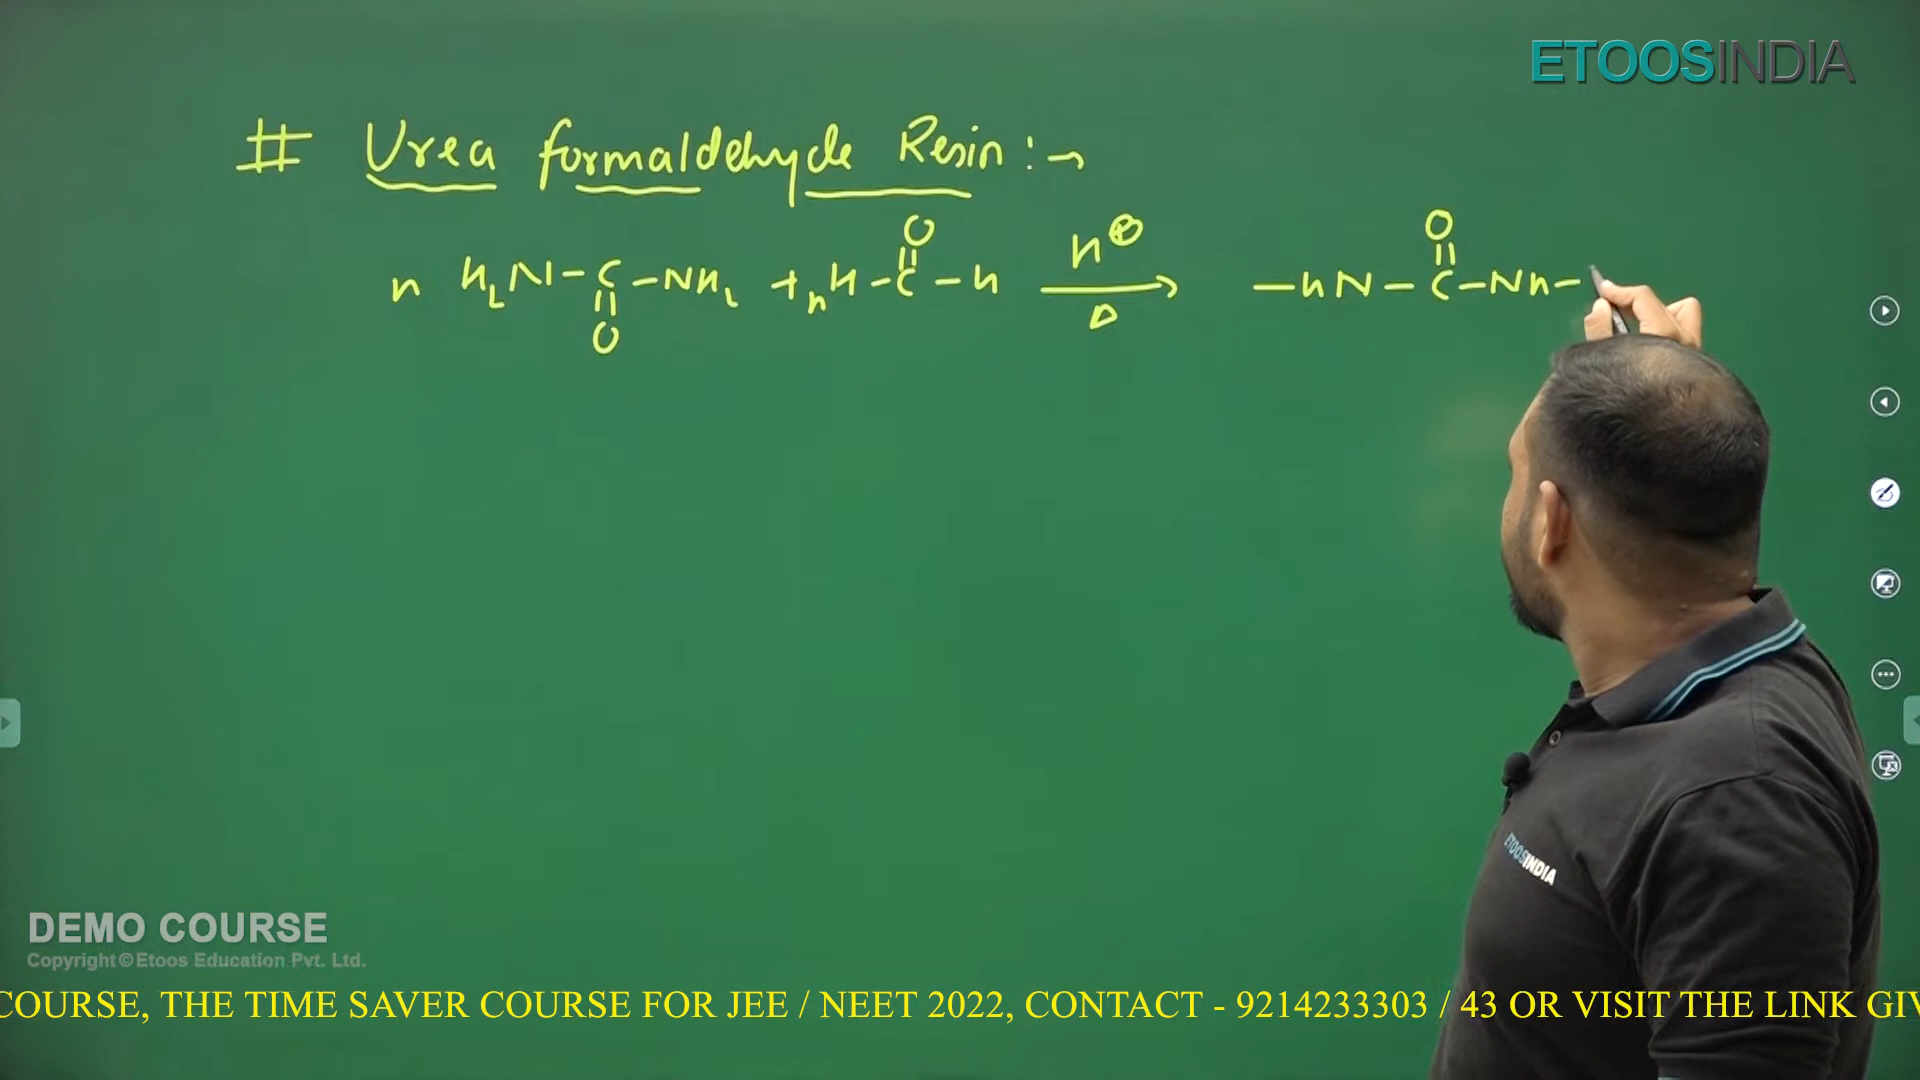 ETOOSINDIA
# Urea formaldehyde Resin :→
n H₂N-C-NH₂ + n H-C-H H⊕ Δ → -HN-C-NH-
O O O
ETOOSINDIA
DEMO COURSE
Copyright © Etoos Education Pvt. Ltd.
COURSE, THE TIME SAVER COURSE FOR JEE / NEET 2022, CONTACT - 9214233303 / 43 OR VISIT THE LINK GIV